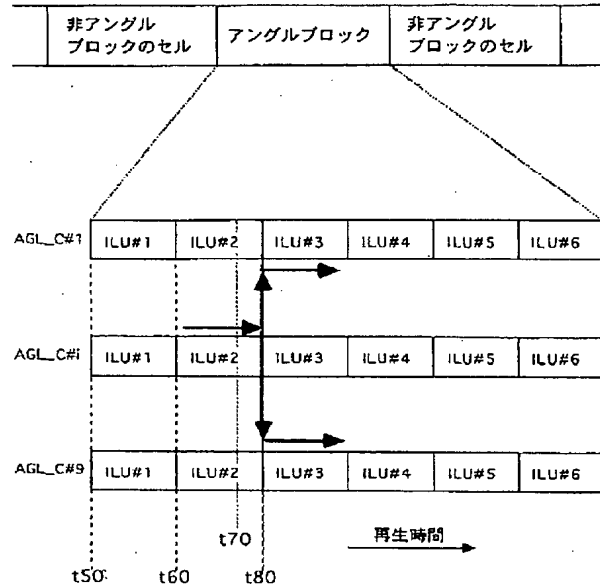 非アングル
ブロックのセル
アングルブロック
非アングル
ブロックのセル
AGL_C#1 ILU#1 ILU#2 ILU#3 ILU#4 ILU#5 ILU#6
AGL_C#i ILU#1 ILU#2 ILU#3 ILU#4 ILU#5 ILU#6
AGL_C#9 ILU#1 ILU#2 ILU#3 ILU#4 ILU#5 ILU#6
t70 再生時間
t50 t60 t80